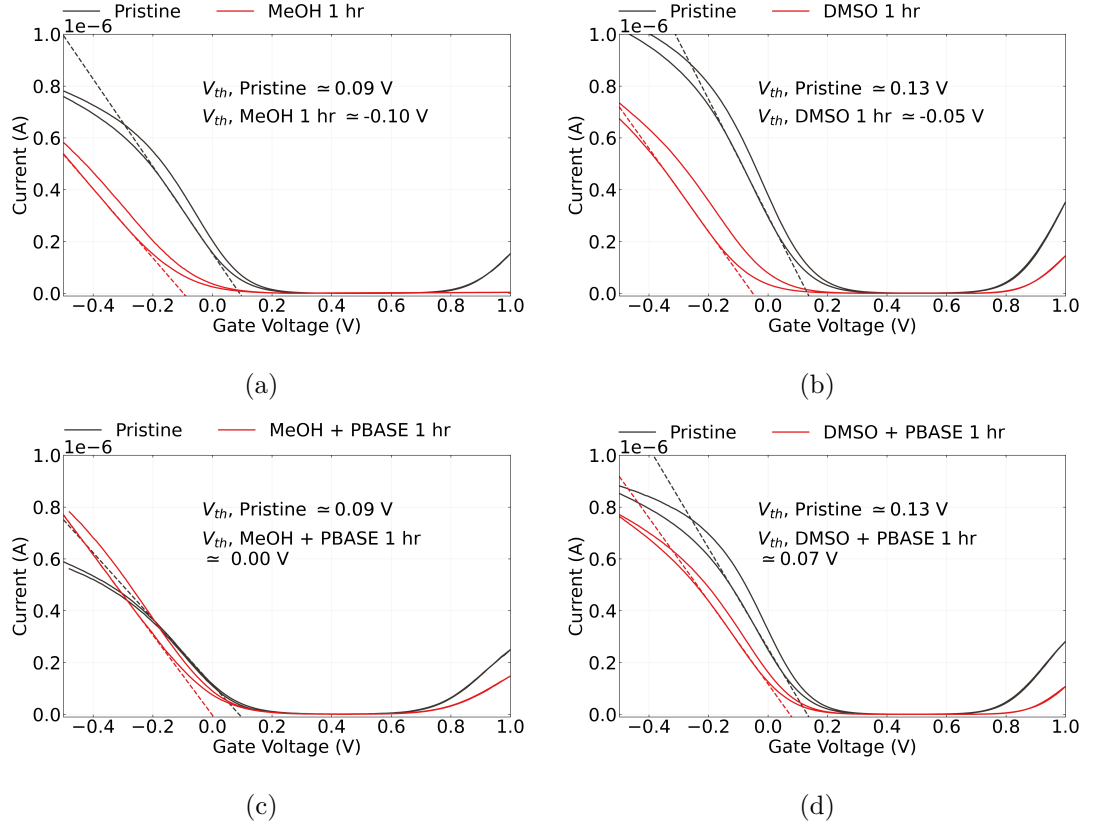 Pristine MeOH 1 hr
1e−6
1.0
0.8
0.6
0.4
0.2
0.0
Current (A)
V_th, Pristine ≃0.09 V
V_th, MeOH 1 hr ≃-0.10 V
−0.4 −0.2 0.0 0.2 0.4 0.6 0.8 1.0
Gate Voltage (V)
(a)
Pristine DMSO 1 hr
1e−6
1.0
0.8
0.6
0.4
0.2
0.0
Current (A)
V_th, Pristine ≃0.13 V
V_th, DMSO 1 hr ≃-0.05 V
−0.4 −0.2 0.0 0.2 0.4 0.6 0.8 1.0
Gate Voltage (V)
(b)
Pristine MeOH + PBASE 1 hr
1e−6
1.0
0.8
0.6
0.4
0.2
0.0
Current (A)
V_th, Pristine ≃0.09 V
V_th, MeOH + PBASE 1 hr
≃ 0.00 V
−0.4 −0.2 0.0 0.2 0.4 0.6 0.8 1.0
Gate Voltage (V)
(c)
Pristine DMSO + PBASE 1 hr
1e−6
1.0
0.8
0.6
0.4
0.2
0.0
Current (A)
V_th, Pristine ≃0.13 V
V_th, DMSO + PBASE 1 hr
≃0.07 V
−0.4 −0.2 0.0 0.2 0.4 0.6 0.8 1.0
Gate Voltage (V)
(d)